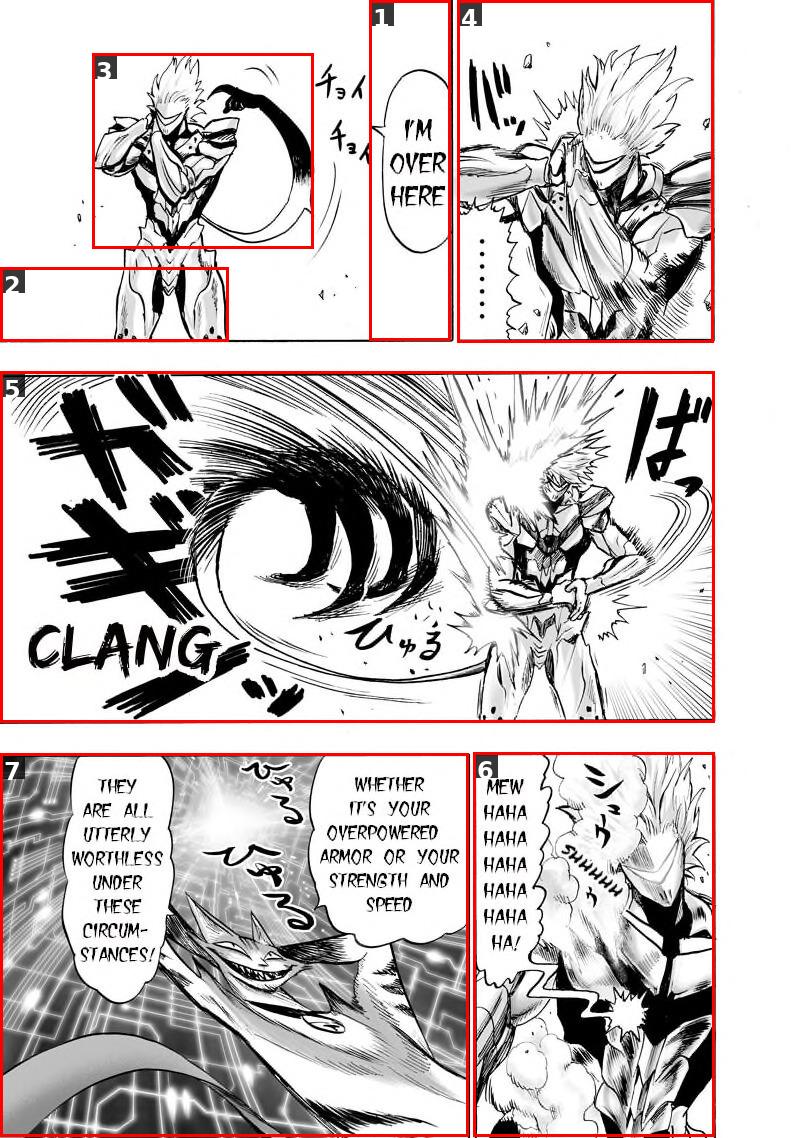 1
4
3
チョイ
チョイ
I'M
OVER
HERE
バッ
......
2
5
ばっ
ガギィッ
CLANG
ひゅる
7
6
MEW
HAHA
HAHA
HAHA
HAHA
HAHA
HA!
シュウゥ
SHHHHH
WHETHER
IT'S YOUR
OVERPOWERED
ARMOR OR YOUR
STRENGTH AND
SPEED
ひゅる
ひゅる
THEY
ARE ALL
UTTERLY
WORTHLESS
UNDER
THESE
CIRCUM-
STANCES!